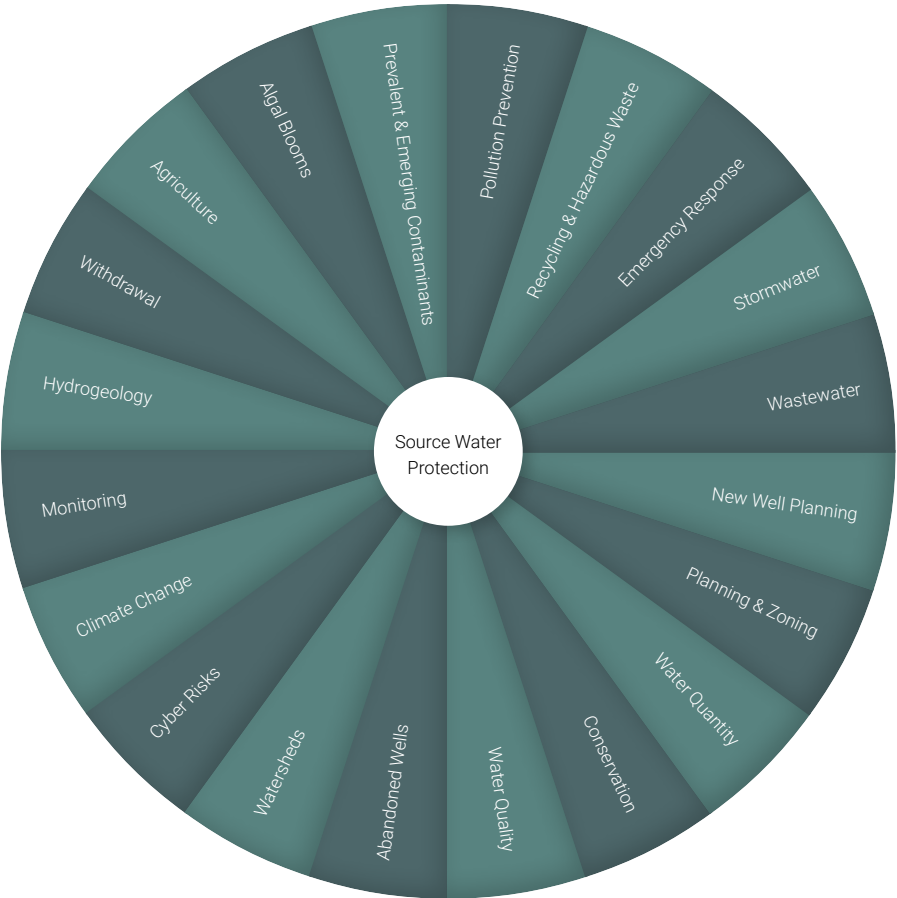 Source Water
Protection
Pollution Prevention
Recycling & Hazardous Waste
Emergency Response
Stormwater
Wastewater
New Well Planning
Planning & Zoning
Water Quantity
Conservation
Water Quality
Abandoned Wells
Watersheds
Cyber Risks
Climate Change
Monitoring
Hydrogeology
Withdrawal
Agriculture
Algal Blooms
Prevalent & Emerging Contaminants